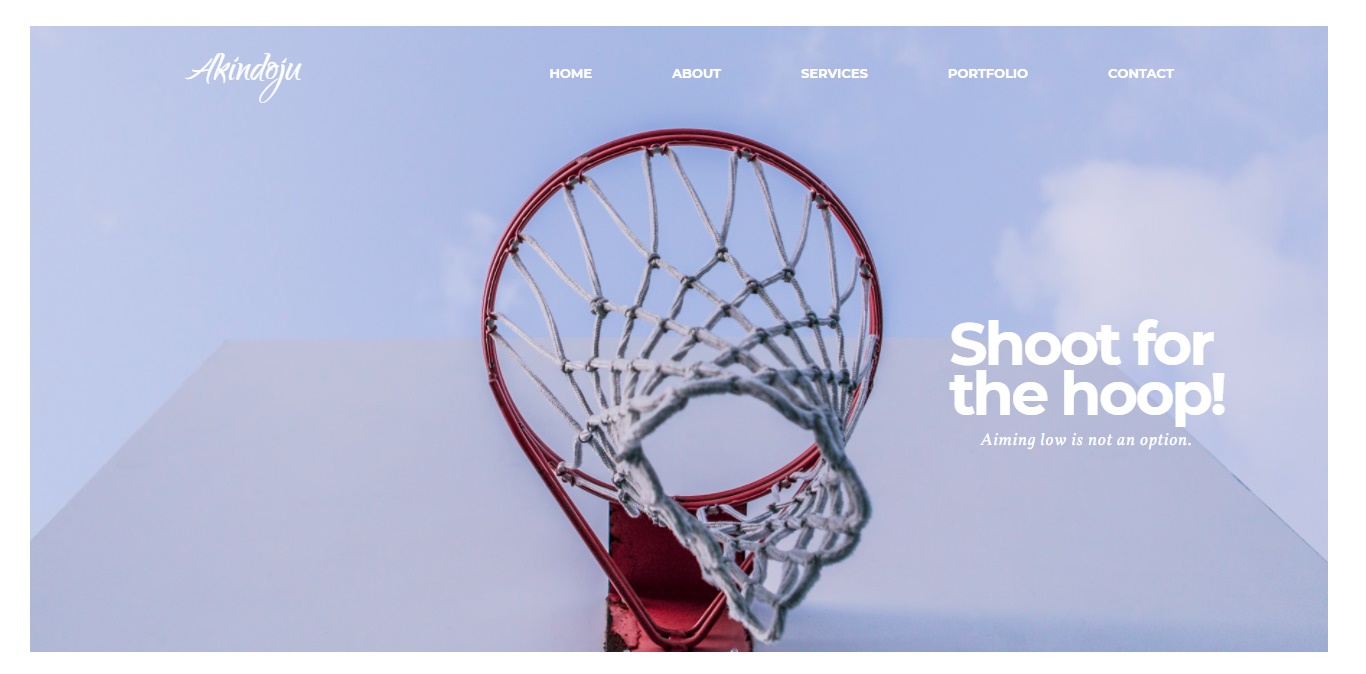 Akindoju
HOME ABOUT SERVICES PORTFOLIO CONTACT
Shoot for
the hoop!
Aiming low is not an option.